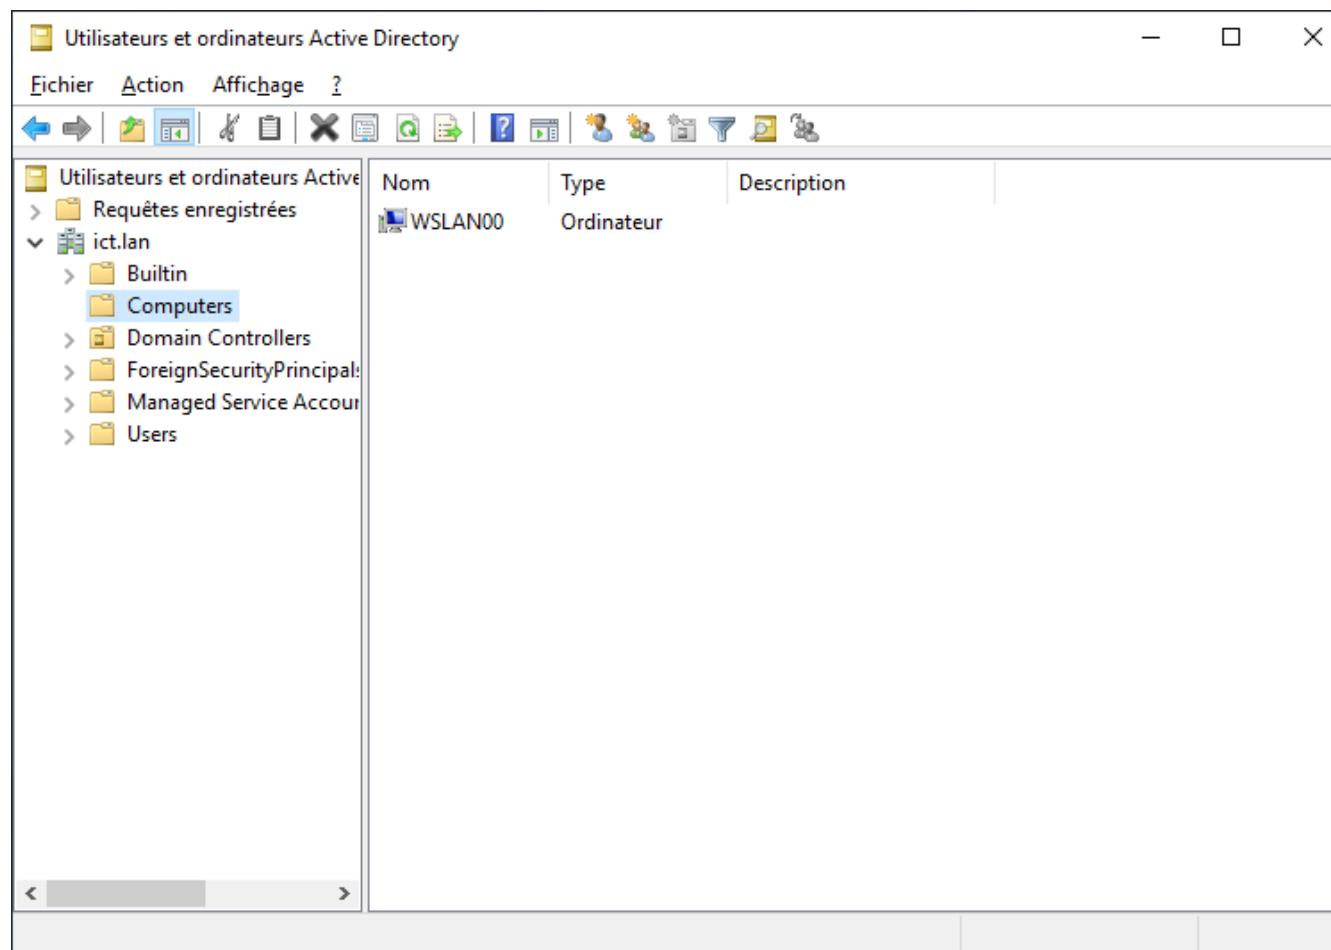 Utilisateurs et ordinateurs Active Directory
Fichier Action Affichage ?
Utilisateurs et ordinateurs Active
Requêtes enregistrées
ict.lan
Builtin
Computers
Domain Controllers
ForeignSecurityPrincipals
Managed Service Accour
Users
Nom Type Description
WSLAN00 Ordinateur